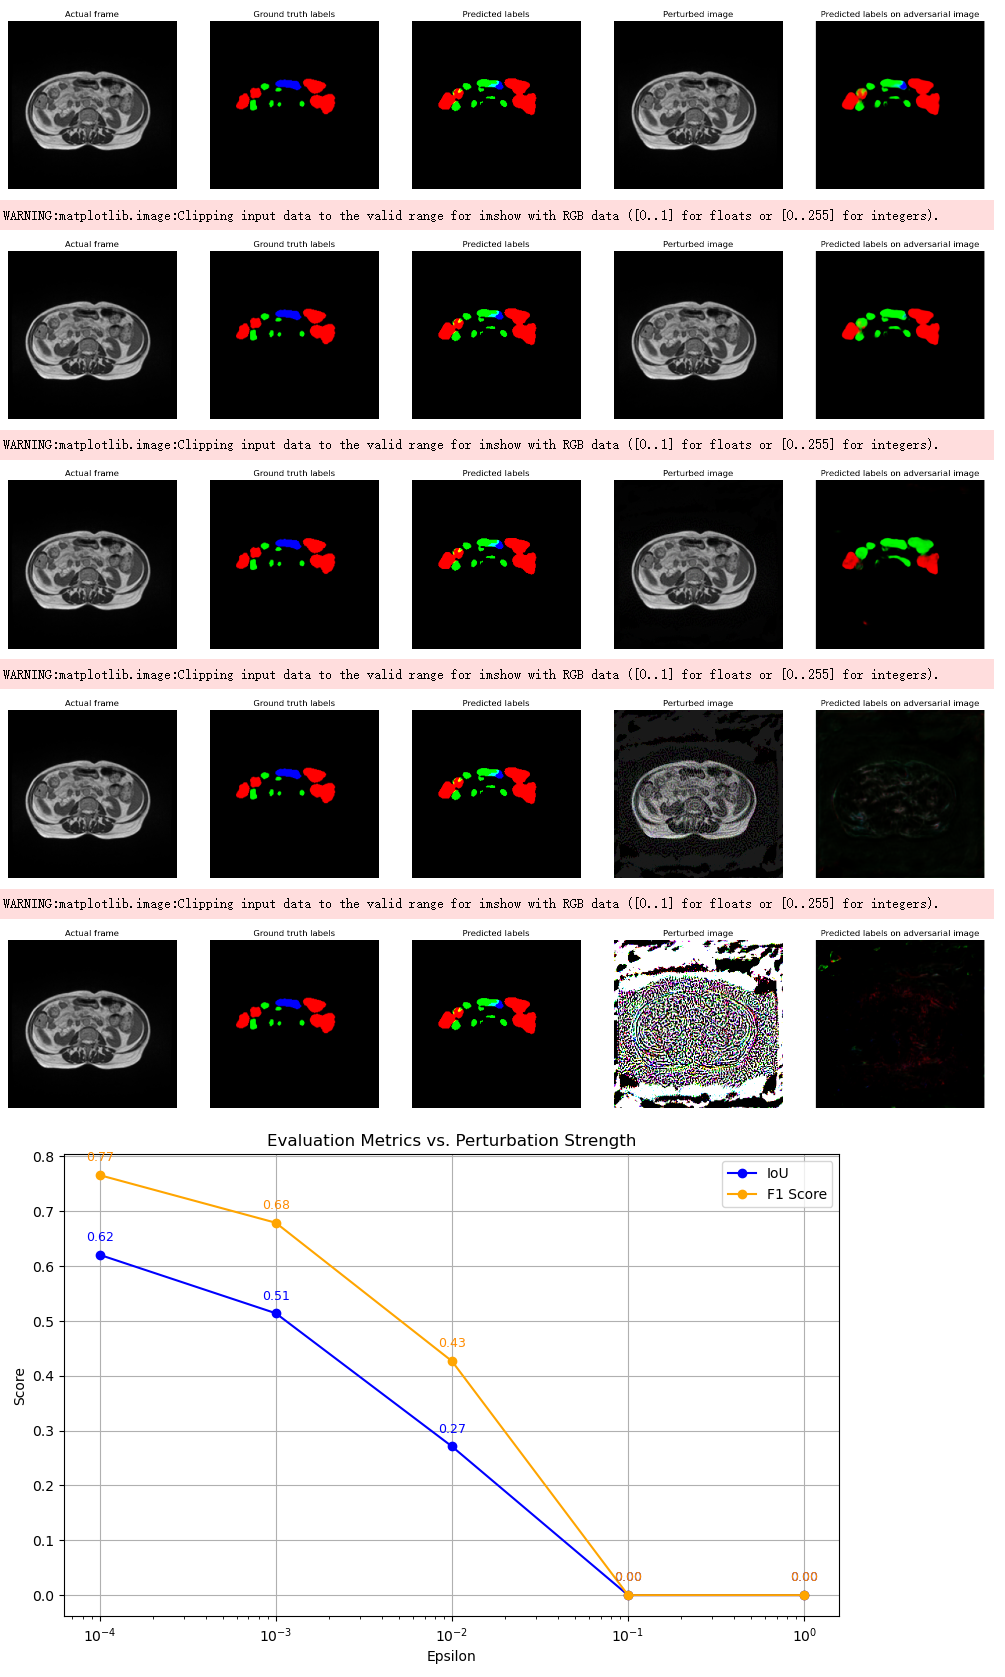 Actual frame Ground truth labels Predicted labels Perturbed image Predicted labels on adversarial image
WARNING:matplotlib.image:Clipping input data to the valid range for imshow with RGB data ([0..1] for floats or [0..255] for integers).
Actual frame Ground truth labels Predicted labels Perturbed image Predicted labels on adversarial image
WARNING:matplotlib.image:Clipping input data to the valid range for imshow with RGB data ([0..1] for floats or [0..255] for integers).
Actual frame Ground truth labels Predicted labels Perturbed image Predicted labels on adversarial image
WARNING:matplotlib.image:Clipping input data to the valid range for imshow with RGB data ([0..1] for floats or [0..255] for integers).
Actual frame Ground truth labels Predicted labels Perturbed image Predicted labels on adversarial image
WARNING:matplotlib.image:Clipping input data to the valid range for imshow with RGB data ([0..1] for floats or [0..255] for integers).
Actual frame Ground truth labels Predicted labels Perturbed image Predicted labels on adversarial image
Evaluation Metrics vs. Perturbation Strength
IoU
F1 Score
Score
0.8
0.7
0.6
0.5
0.4
0.3
0.2
0.1
0.0
0.77
0.68
0.62
0.51
0.43
0.27
0.00 0.00
0.00 0.00
10⁻⁴ 10⁻³ 10⁻² 10⁻¹ 10⁰
Epsilon